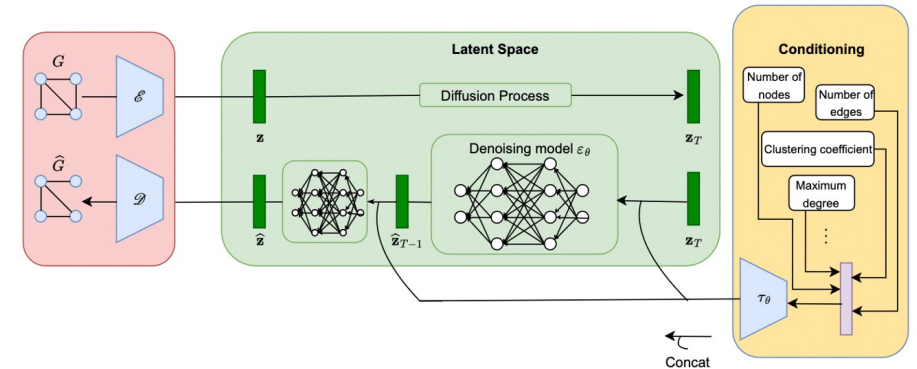 Latent Space
Conditioning
G
ℰ
Diffusion Process
z
z_T
Number of
nodes
Number of
edges
Clustering coefficient
Maximum
degree
⋮
Denoising model ε_θ
Ĝ
𝒟
ẑ
ẑ_{T−1}
z_T
τ_θ
Concat